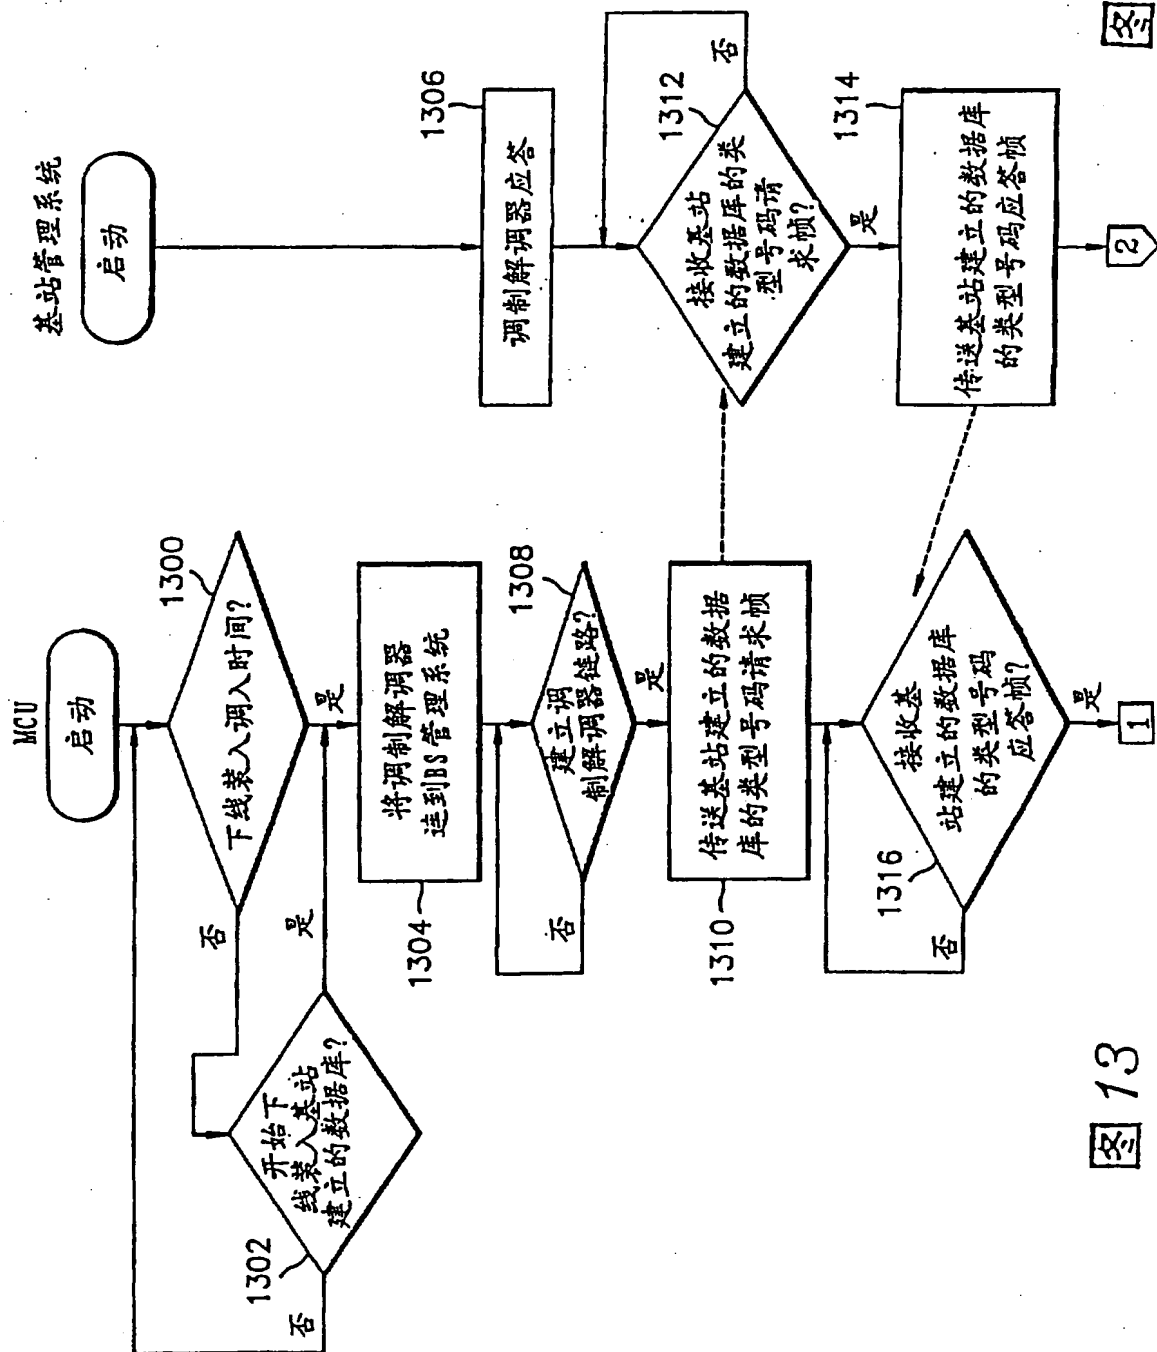 MCU
启动
1300
下线装入调入时间?
否
是
1302
开始下
线装入基站
建立的数据库?
否
是
1304
将调制解调器
连到BS管理系统
1308
建立调
制解调器链路?
否
是
1310
传送基站建立的数据
库的类型号码请求帧
1316
接收基
站建立的数据库
的类型号码
应答帧?
否
是
1
基站管理系统
启动
1306
调制解调器应答
1312
接收基站
建立的数据库的类
型号码请
求帧?
否
是
1314
传送基站建立的数据库
的类型号码应答帧
2
图 13
图